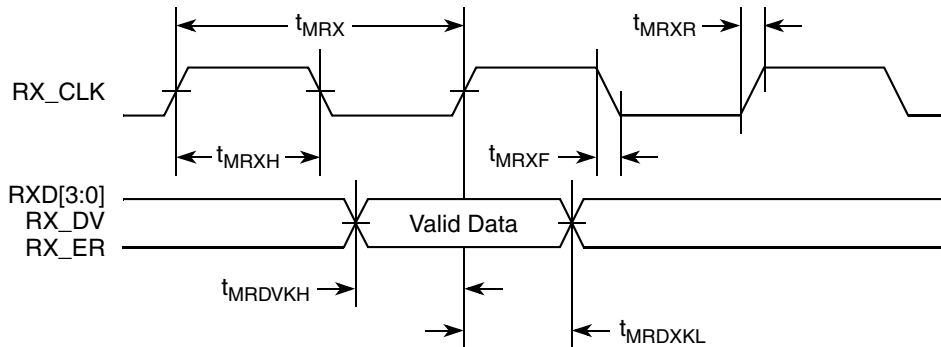 tMRX
tMRXR
RX_CLK
tMRXH
tMRXF
RXD[3:0]
RX_DV
Valid Data
RX_ER
tMRDVKH
tMRDXKL